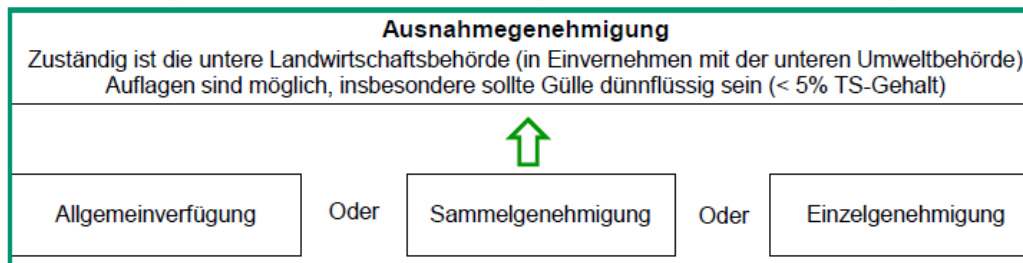 Ausnahmegenehmigung
Zuständig ist die untere Landwirtschaftsbehörde (in Einvernehmen mit der unteren Umweltbehörde)
Auflagen sind möglich, insbesondere sollte Gülle dünnflüssig sein (< 5% TS-Gehalt)
Allgemeinverfügung Oder Sammelgenehmigung Oder Einzelgenehmigung